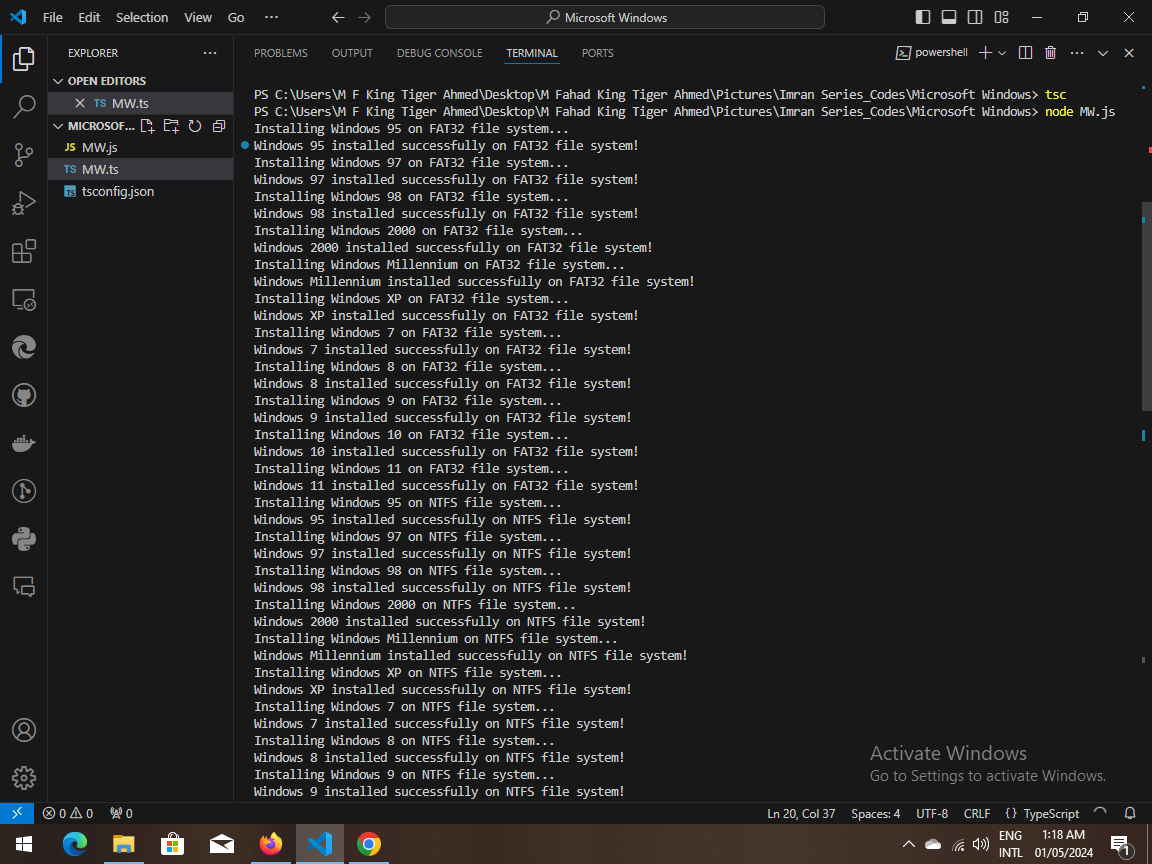 File Edit Selection View Go ··· Microsoft Windows
EXPLORER ···
OPEN EDITORS
TS MW.ts
MICROSOF...
JS MW.js
TS MW.ts
TS tsconfig.json
PROBLEMS OUTPUT DEBUG CONSOLE TERMINAL PORTS powershell
PS C:\Users\M F King Tiger Ahmed\Desktop\M Fahad King Tiger Ahmed\Pictures\Imran Series_Codes\Microsoft Windows> tsc
PS C:\Users\M F King Tiger Ahmed\Desktop\M Fahad King Tiger Ahmed\Pictures\Imran Series_Codes\Microsoft Windows> node MW.js
Installing Windows 95 on FAT32 file system...
Windows 95 installed successfully on FAT32 file system!
Installing Windows 97 on FAT32 file system...
Windows 97 installed successfully on FAT32 file system!
Installing Windows 98 on FAT32 file system...
Windows 98 installed successfully on FAT32 file system!
Installing Windows 2000 on FAT32 file system...
Windows 2000 installed successfully on FAT32 file system!
Installing Windows Millennium on FAT32 file system...
Windows Millennium installed successfully on FAT32 file system!
Installing Windows XP on FAT32 file system...
Windows XP installed successfully on FAT32 file system!
Installing Windows 7 on FAT32 file system...
Windows 7 installed successfully on FAT32 file system!
Installing Windows 8 on FAT32 file system...
Windows 8 installed successfully on FAT32 file system!
Installing Windows 9 on FAT32 file system...
Windows 9 installed successfully on FAT32 file system!
Installing Windows 10 on FAT32 file system...
Windows 10 installed successfully on FAT32 file system!
Installing Windows 11 on FAT32 file system...
Windows 11 installed successfully on FAT32 file system!
Installing Windows 95 on NTFS file system...
Windows 95 installed successfully on NTFS file system!
Installing Windows 97 on NTFS file system...
Windows 97 installed successfully on NTFS file system!
Installing Windows 98 on NTFS file system...
Windows 98 installed successfully on NTFS file system!
Installing Windows 2000 on NTFS file system...
Windows 2000 installed successfully on NTFS file system!
Installing Windows Millennium on NTFS file system...
Windows Millennium installed successfully on NTFS file system!
Installing Windows XP on NTFS file system...
Windows XP installed successfully on NTFS file system!
Installing Windows 7 on NTFS file system...
Windows 7 installed successfully on NTFS file system!
Installing Windows 8 on NTFS file system...
Windows 8 installed successfully on NTFS file system!
Installing Windows 9 on NTFS file system...
Windows 9 installed successfully on NTFS file system!
Activate Windows
Go to Settings to activate Windows.
0 0 0 Ln 20, Col 37 Spaces: 4 UTF-8 CRLF {} TypeScript
ENG 1:18 AM
INTL 01/05/2024 1